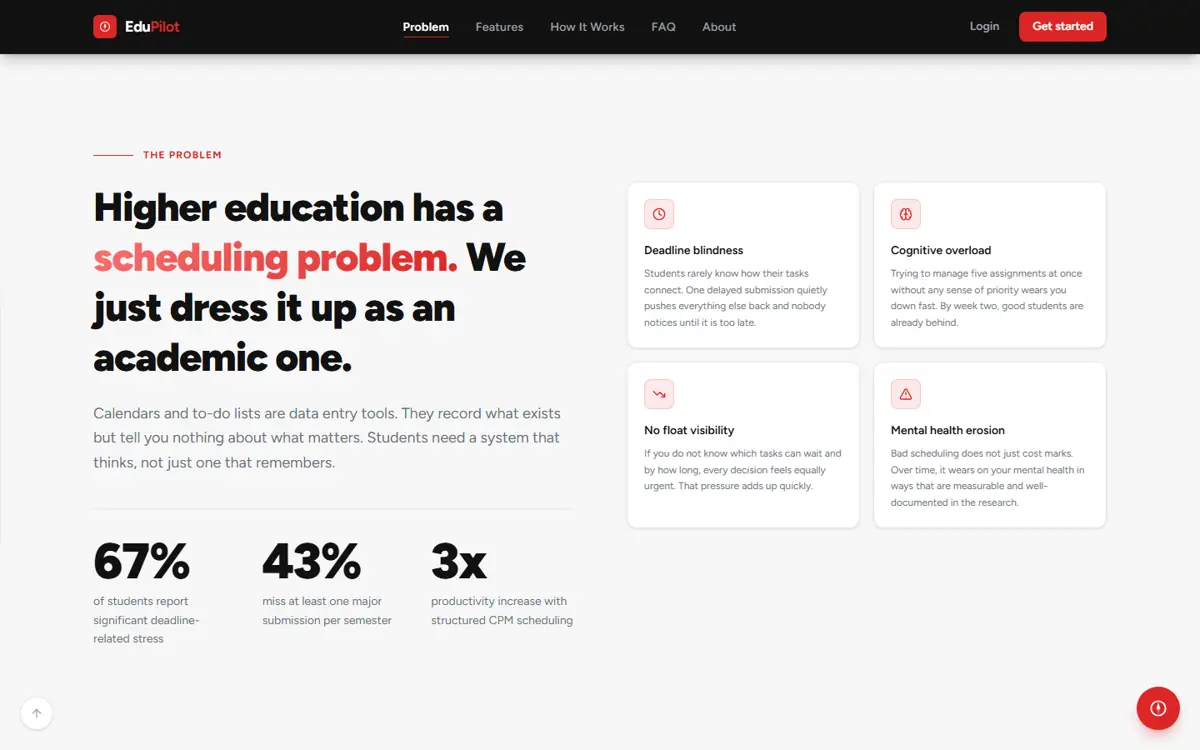 EduPilot
Problem
Features
How It Works
FAQ
About
Login
Get started
THE PROBLEM
Higher education has a
scheduling problem. We
just dress it up as an
academic one.
Calendars and to-do lists are data entry tools. They record what exists
but tell you nothing about what matters. Students need a system that
thinks, not just one that remembers.
67%
of students report
significant deadline-
related stress
43%
miss at least one major
submission per semester
3x
productivity increase with
structured CPM scheduling
Deadline blindness
Students rarely know how their tasks
connect. One delayed submission quietly
pushes everything else back and nobody
notices until it is too late.
Cognitive overload
Trying to manage five assignments at once
without any sense of priority wears you
down fast. By week two, good students are
already behind.
No float visibility
If you do not know which tasks can wait and
by how long, every decision feels equally
urgent. That pressure adds up quickly.
Mental health erosion
Bad scheduling does not just cost marks.
Over time, it wears on your mental health in
ways that are measurable and well-
documented in the research.